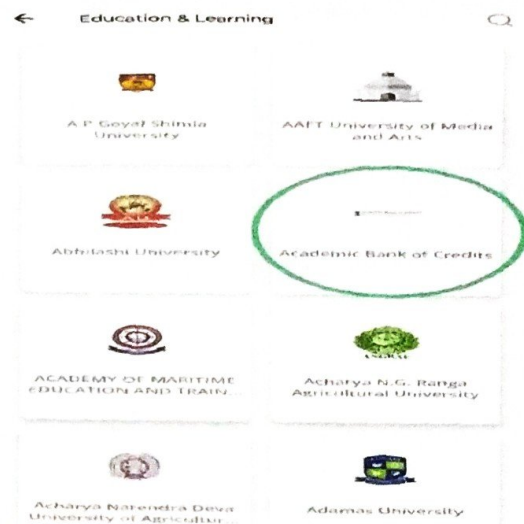 Education & Learning
A P Goyal Shimla
University
AAFT University of Media
and Arts
Abhilashi University
Academic Bank of Credits
ACADEMY OF MARITIME
EDUCATION AND TRAIN...
Acharya N.G. Ranga
Agricultural University
Acharya Narendra Deva
University of Agricultur...
Adamas University